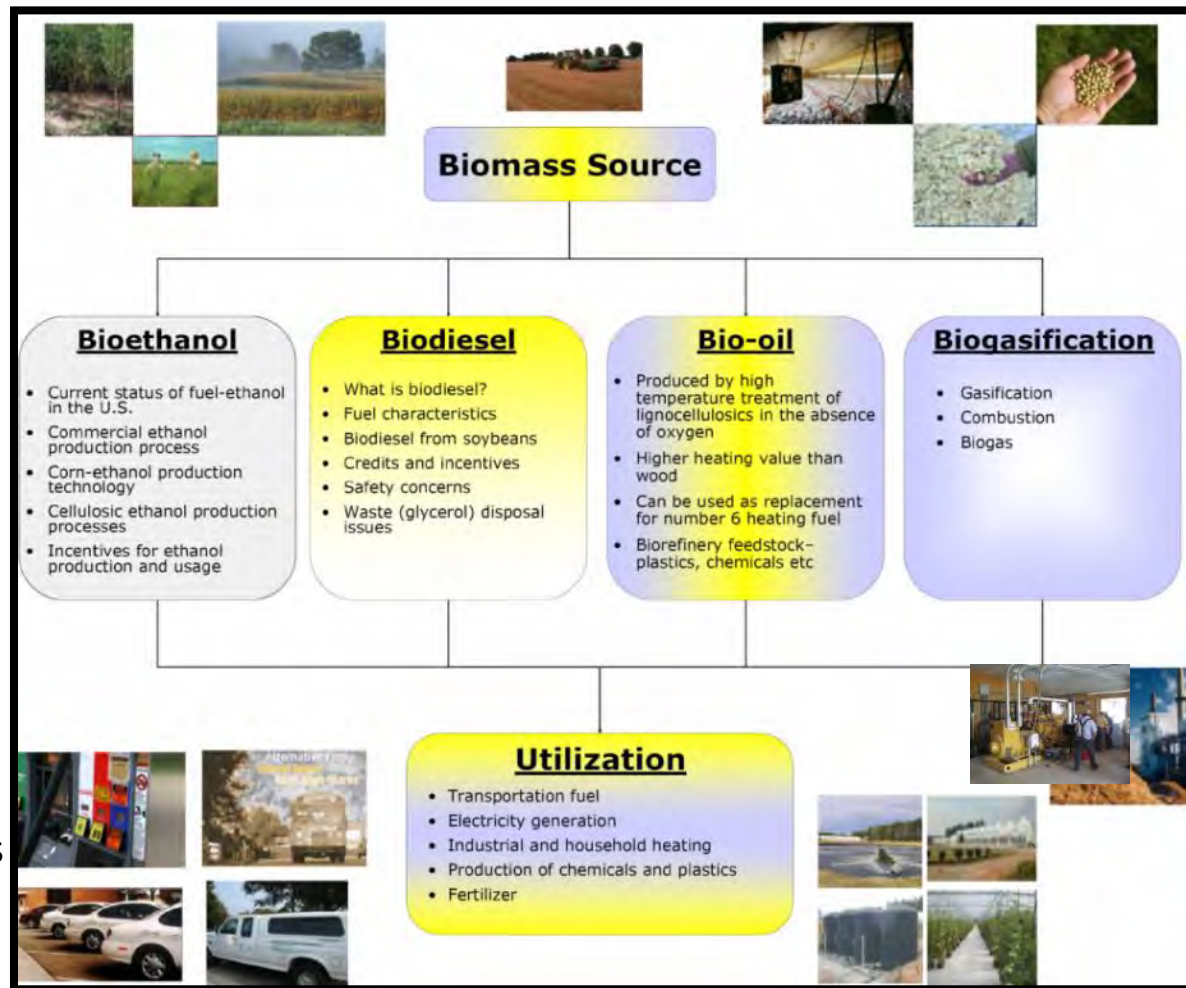 Biomass Source
Bioethanol
• Current status of fuel-ethanol
in the U.S.
• Commercial ethanol
production process
• Corn-ethanol production
technology
• Cellulosic ethanol production
processes
• Incentives for ethanol
production and usage
Biodiesel
• What is biodiesel?
• Fuel characteristics
• Biodiesel from soybeans
• Credits and incentives
• Safety concerns
• Waste (glycerol) disposal
issues
Bio-oil
• Produced by high
temperature treatment of
lignocellulosics in the absence
of oxygen
• Higher heating value than
wood
• Can be used as replacement
for number 6 heating fuel
• Biorefinery feedstock–
plastics, chemicals etc
Biogasification
• Gasification
• Combustion
• Biogas
Utilization
• Transportation fuel
• Electricity generation
• Industrial and household heating
• Production of chemicals and plastics
• Fertilizer
s